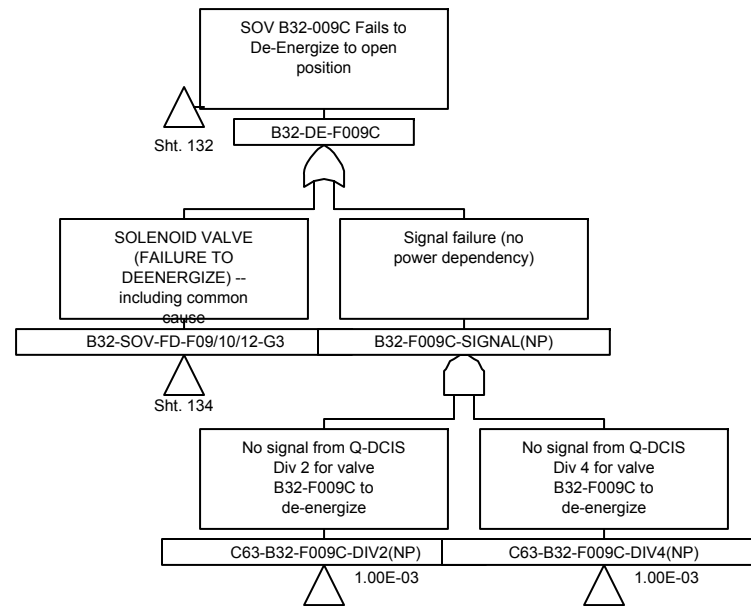 SOV B32-009C Fails to
De-Energize to open
position
Sht. 132
B32-DE-F009C
SOLENOID VALVE
(FAILURE TO
DEENERGIZE) --
including common
cause
Signal failure (no
power dependency)
B32-SOV-FD-F09/10/12-G3
B32-F009C-SIGNAL(NP)
Sht. 134
No signal from Q-DCIS
Div 2 for valve
B32-F009C to
de-energize
No signal from Q-DCIS
Div 4 for valve
B32-F009C to
de-energize
C63-B32-F009C-DIV2(NP)
C63-B32-F009C-DIV4(NP)
1.00E-03
1.00E-03